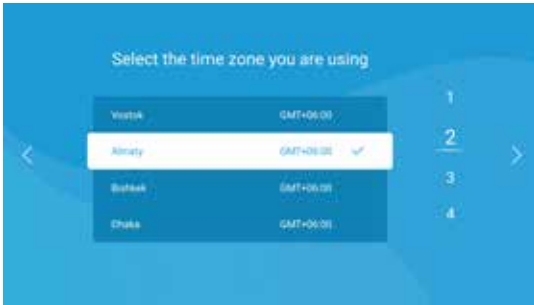 Select the time zone you are using
Vostok GMT+06:00
Almaty GMT+06:00
Bishkek GMT+06:00
Dhaka GMT+06:00
1
2
3
4